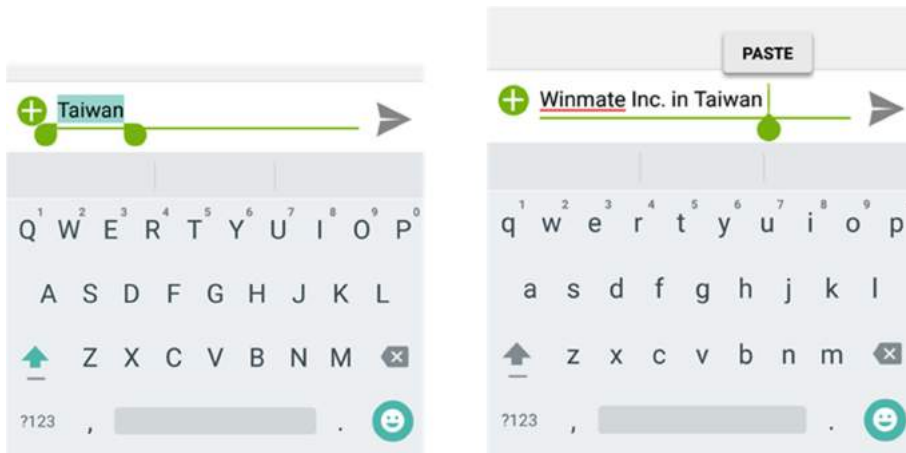 Taiwan
1 2 3 4 5 6 7 8 9 0
Q W E R T Y U I O P
A S D F G H J K L
Z X C V B N M
?123 , .
PASTE
Winmate Inc. in Taiwan
1 2 3 4 5 6 7 8 9
q w e r t y u i o p
a s d f g h j k l
z x c v b n m
?123 , .